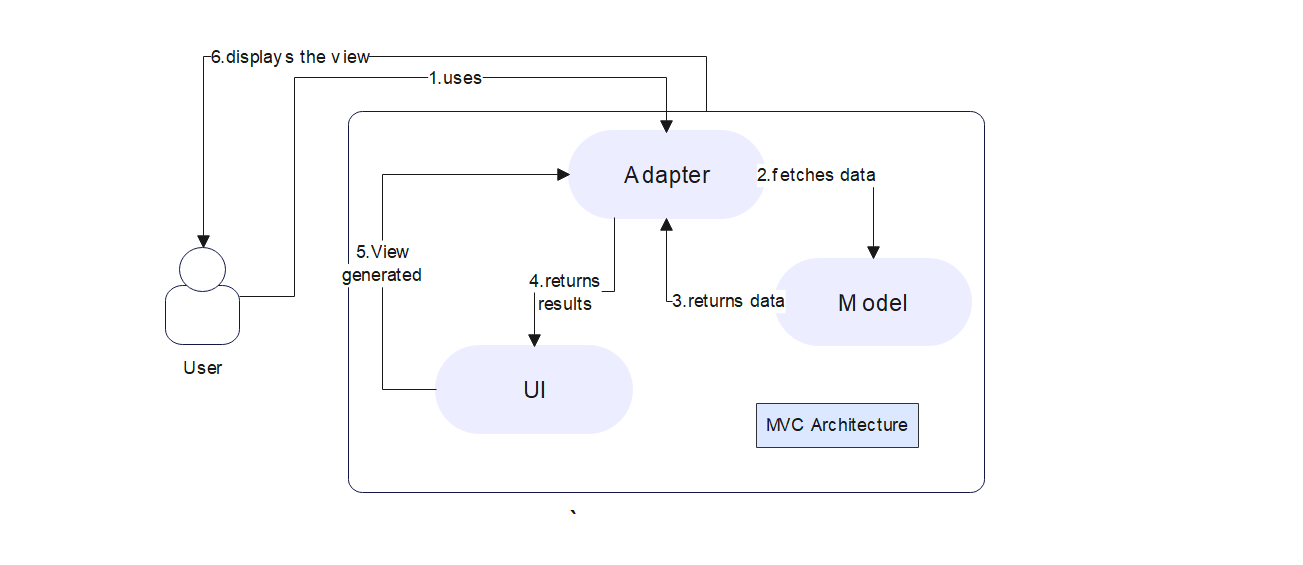 6.displays the view
1.uses
Adapter
2.fetches data
5.View
generated
4.returns
results
3.returns data
Model
User
UI
MVC Architecture
`